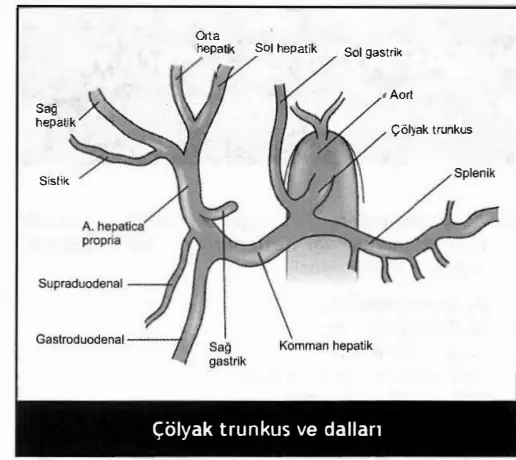 Orta
hepatik
Sol hepatik
Sol gastrik
Aort
Sağ
hepatik
Çölyak trunkus
Sistik
Splenik
A. hepatica
propria
Supraduodenal
Gastroduodenal
Sağ
gastrik
Komman hepatik
Çölyak trunkus ve dalları